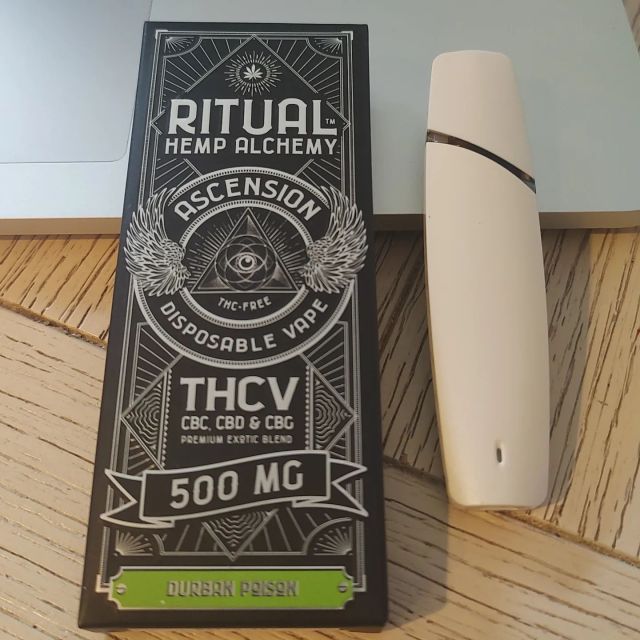 RITUAL™
HEMP ALCHEMY
ASCENSION
THC-FREE
DISPOSABLE VAPE
THCV
CBC, CBD & CBG
PREMIUM EXOTIC BLEND
500 MG
DURBAN POISON